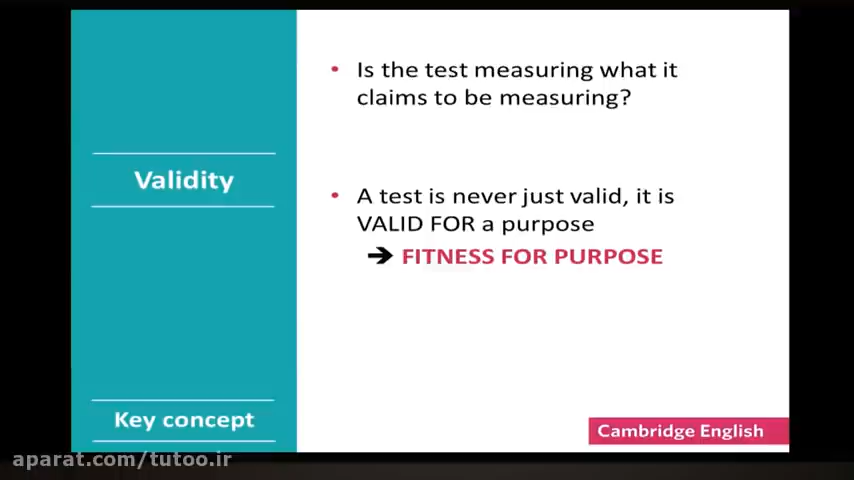 • Is the test measuring what it
claims to be measuring?
Validity
• A test is never just valid, it is
VALID FOR a purpose
➔ FITNESS FOR PURPOSE
Key concept
Cambridge English
aparat.com/tutoo.ir